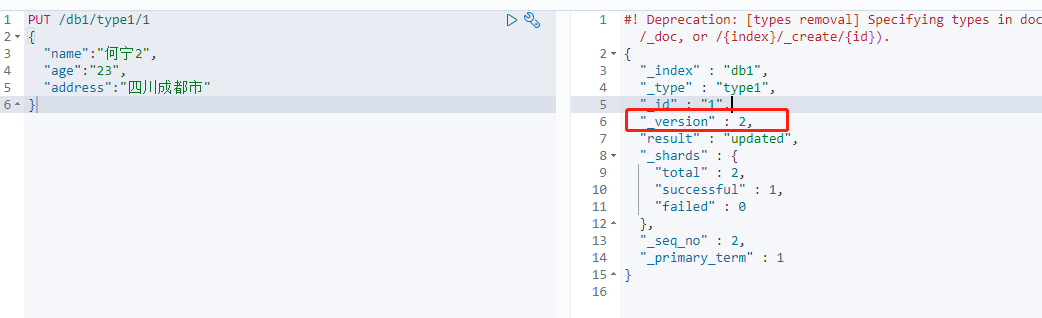 1 PUT /db1/type1/1
2 {
3 "name":"何宁2",
4 "age":"23",
5 "address":"四川成都市"
6 }
1 #! Deprecation: [types removal] Specifying types in doc
/_doc, or /{index}/_create/{id}).
2 {
3 "_index" : "db1",
4 "_type" : "type1",
5 "_id" : "1",
6 "_version" : 2,
7 "result" : "updated",
8 "_shards" : {
9 "total" : 2,
10 "successful" : 1,
11 "failed" : 0
12 },
13 "_seq_no" : 2,
14 "_primary_term" : 1
15 }
16